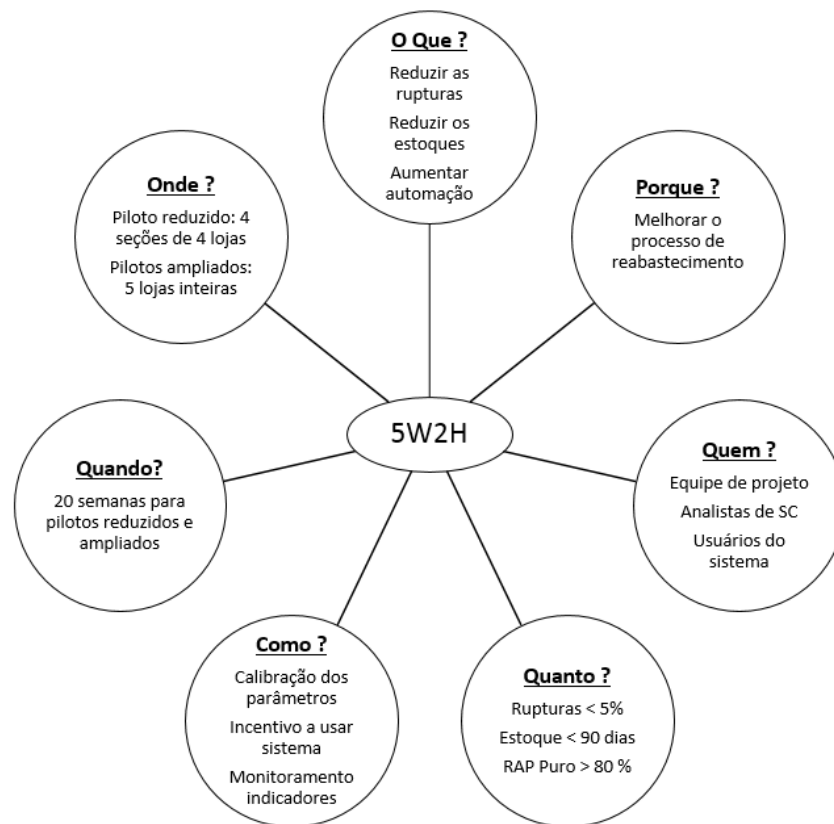 O Que ?
Reduzir as
rupturas
Reduzir os
estoques
Aumentar
automação
Onde ?
Piloto reduzido: 4
seções de 4 lojas
Pilotos ampliados:
5 lojas inteiras
Porque ?
Melhorar o
processo de
reabastecimento
5W2H
Quando?
20 semanas para
pilotos reduzidos e
ampliados
Quem ?
Equipe de projeto
Analistas de SC
Usuários do
sistema
Como ?
Calibração dos
parâmetros
Incentivo a usar
sistema
Monitoramento
indicadores
Quanto ?
Rupturas < 5%
Estoque < 90 dias
RAP Puro > 80 %